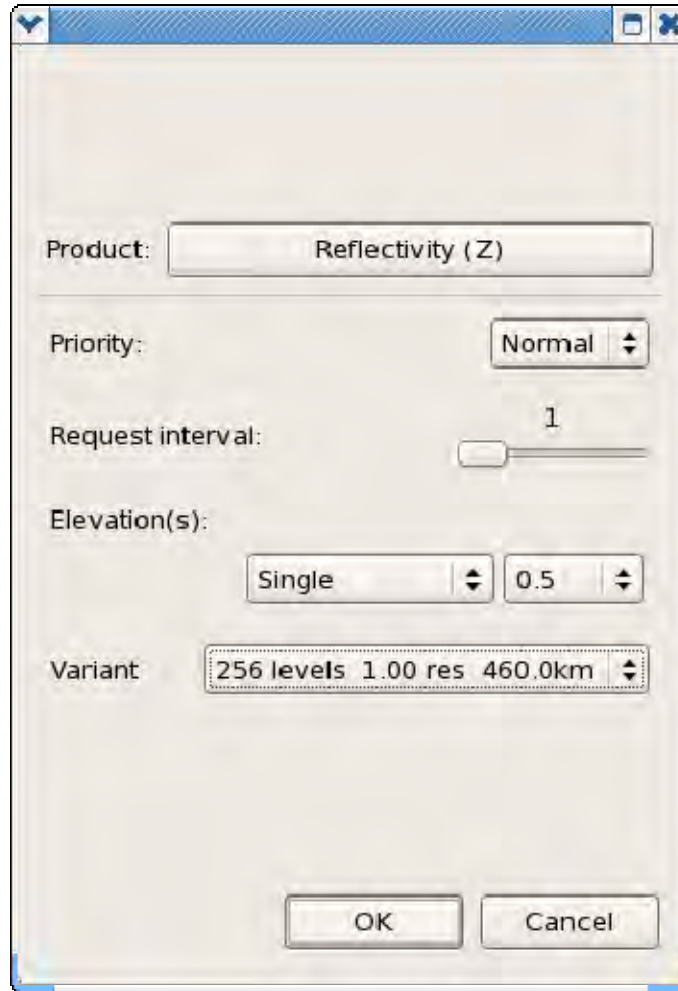 Product: Reflectivity (Z)
Priority: Normal
1
Request interval:
Elevation(s):
Single 0.5
Variant 256 levels 1.00 res 460.0km
OK Cancel